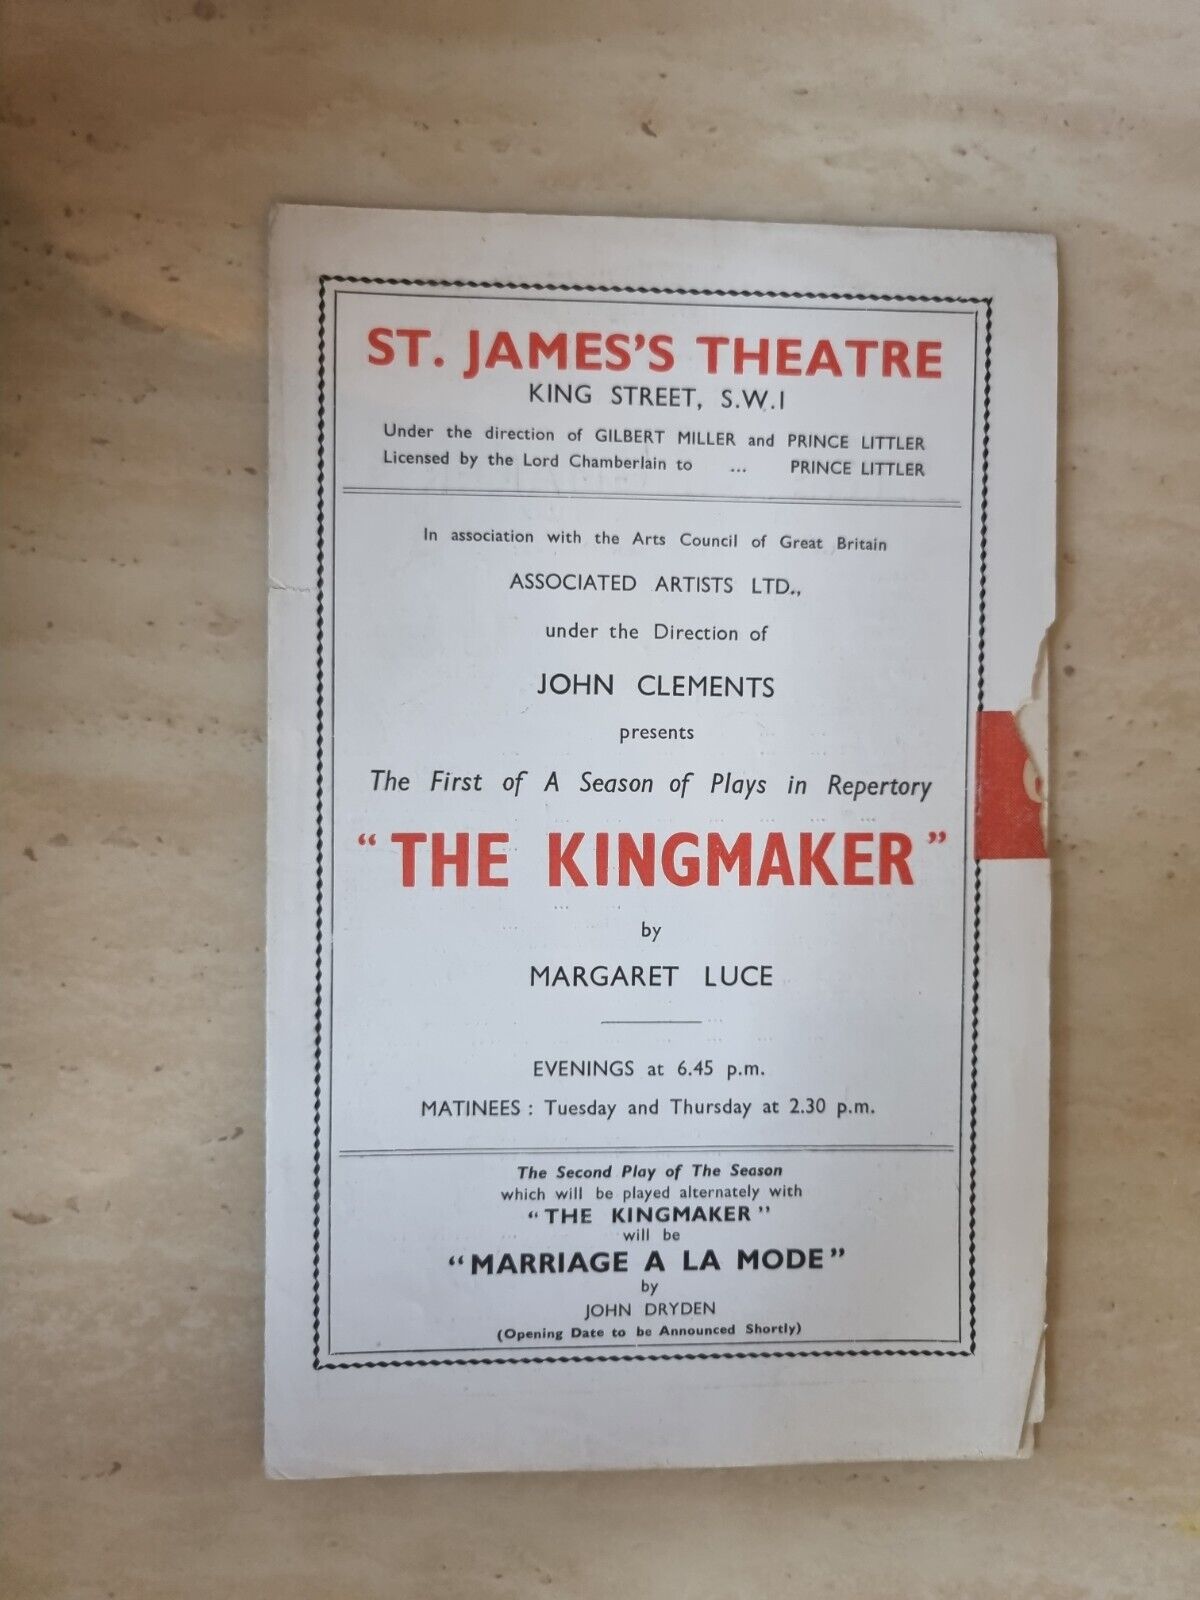 ST. JAMES'S THEATRE
KING STREET, S.W.1
Under the direction of GILBERT MILLER and PRINCE LITTLER
Licensed by the Lord Chamberlain to ... PRINCE LITTLER
In association with the Arts Council of Great Britain
ASSOCIATED ARTISTS LTD.,
under the Direction of
JOHN CLEMENTS
presents
The First of A Season of Plays in Repertory
"THE KINGMAKER"
by
MARGARET LUCE
EVENINGS at 6.45 p.m.
MATINEES : Tuesday and Thursday at 2.30 p.m.
The Second Play of The Season
which will be played alternately with
"THE KINGMAKER"
will be
"MARRIAGE A LA MODE"
by
JOHN DRYDEN
(Opening Date to be Announced Shortly)